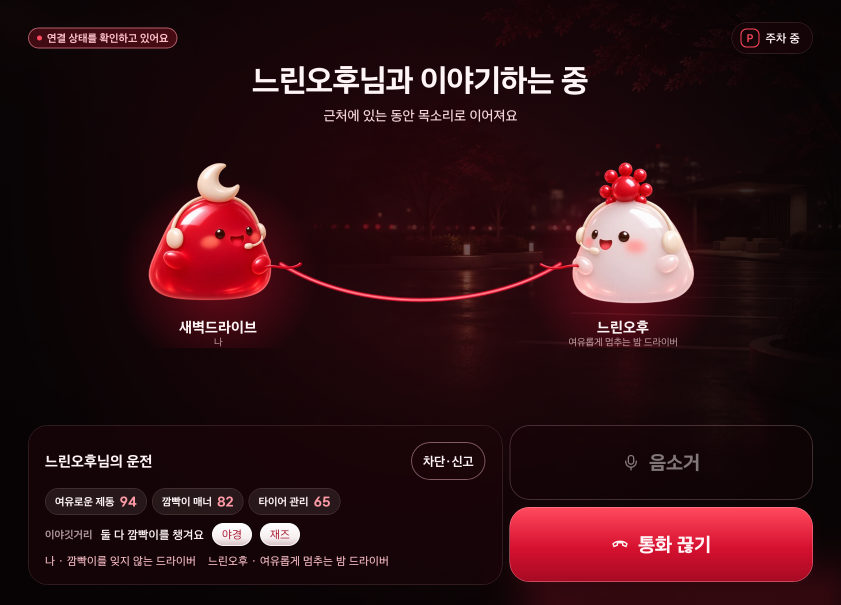 연결 상태를 확인하고 있어요
P 주차 중
느린오후님과 이야기하는 중
근처에 있는 동안 목소리로 이어져요
새벽드라이브
나
느린오후
여유롭게 멈추는 밤 드라이버
느린오후님의 운전
차단·신고
여유로운 제동 94 깜빡이 매너 82 타이어 관리 65
이야깃거리 둘 다 깜빡이를 챙겨요 야경 재즈
나 · 깜빡이를 잊지 않는 드라이버 느린오후 · 여유롭게 멈추는 밤 드라이버
음소거
통화 끊기